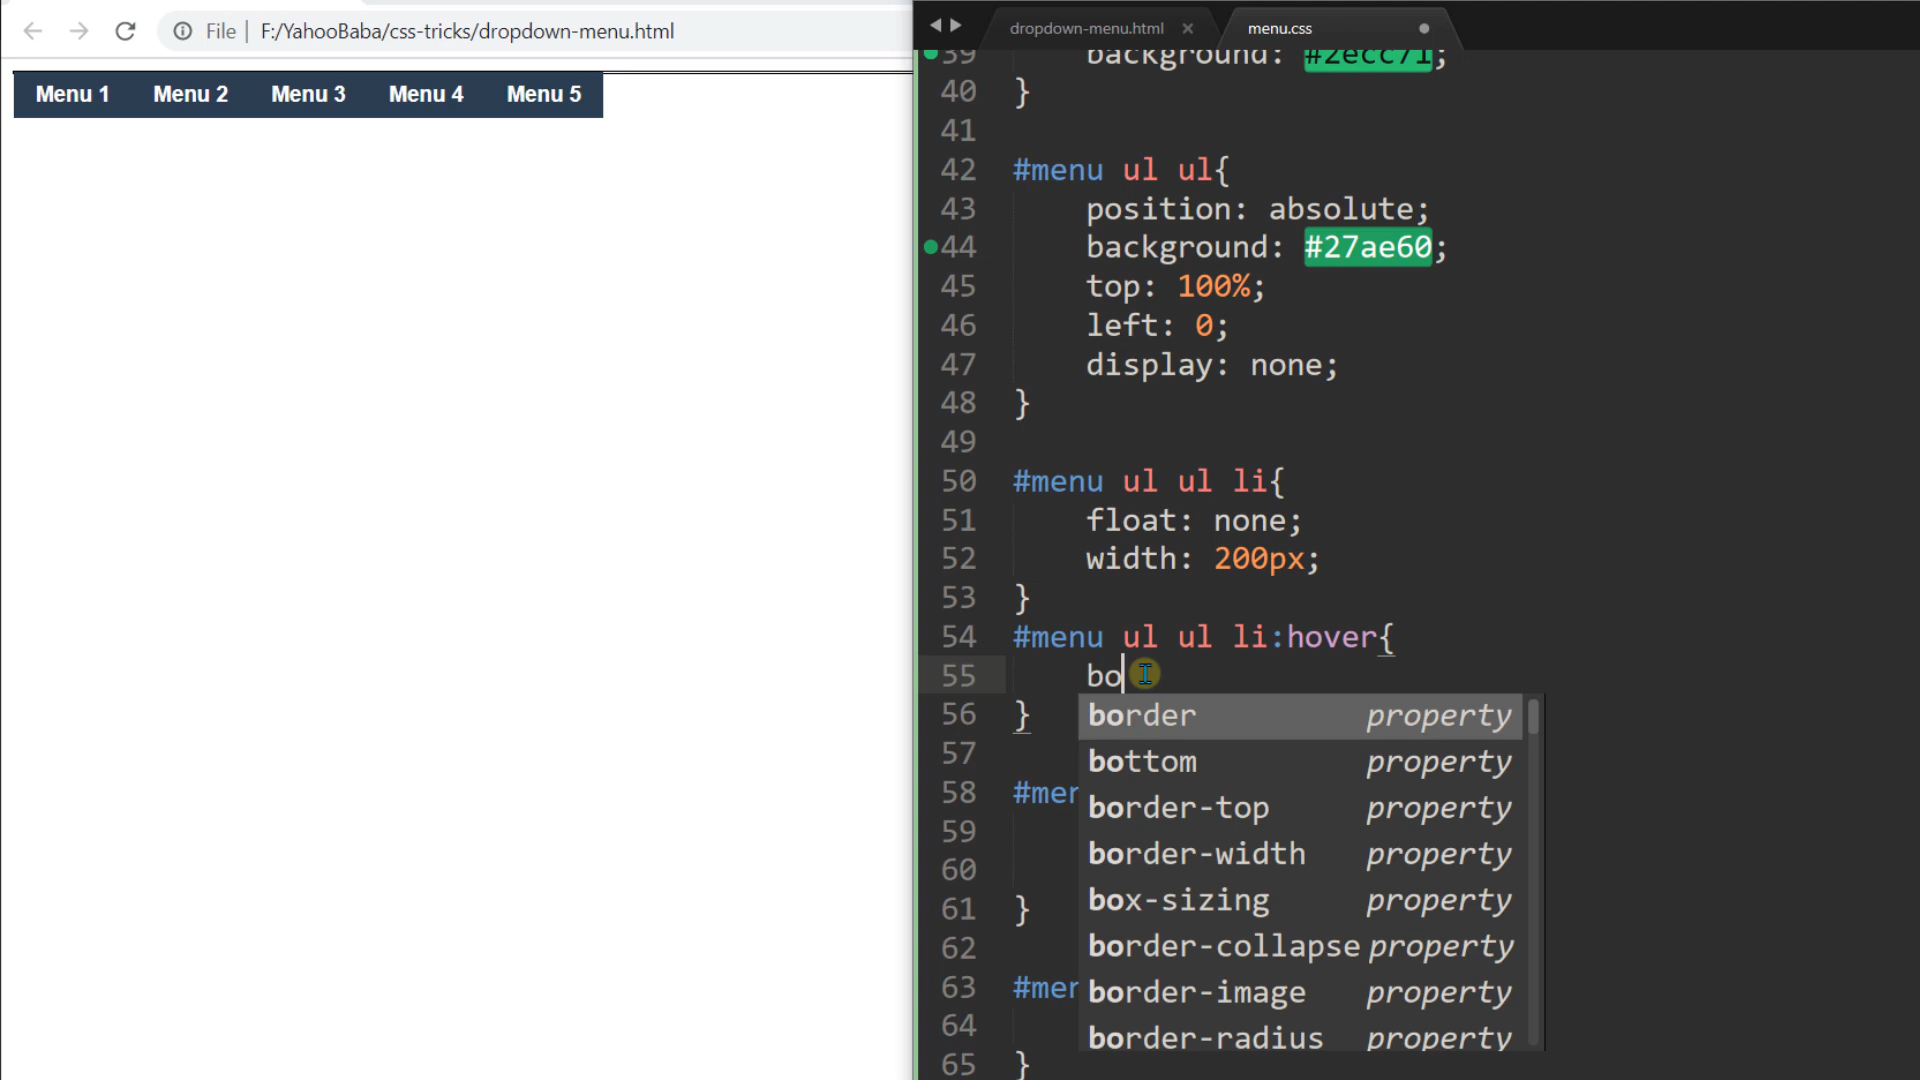 File F:/YahooBaba/css-tricks/dropdown-menu.html
Menu 1 Menu 2 Menu 3 Menu 4 Menu 5
dropdown-menu.html × menu.css
39 background: #2ecc71;
40 }
41
42 #menu ul ul{
43 position: absolute;
44 background: #27ae60;
45 top: 100%;
46 left: 0;
47 display: none;
48 }
49
50 #menu ul ul li{
51 float: none;
52 width: 200px;
53 }
54 #menu ul ul li:hover{
55 bo
56 }
border property
57
bottom property
58 #men
border-top property
59
border-width property
60
box-sizing property
61 }
62
border-collapse property
63 #men
border-image property
64
border-radius property
65 }